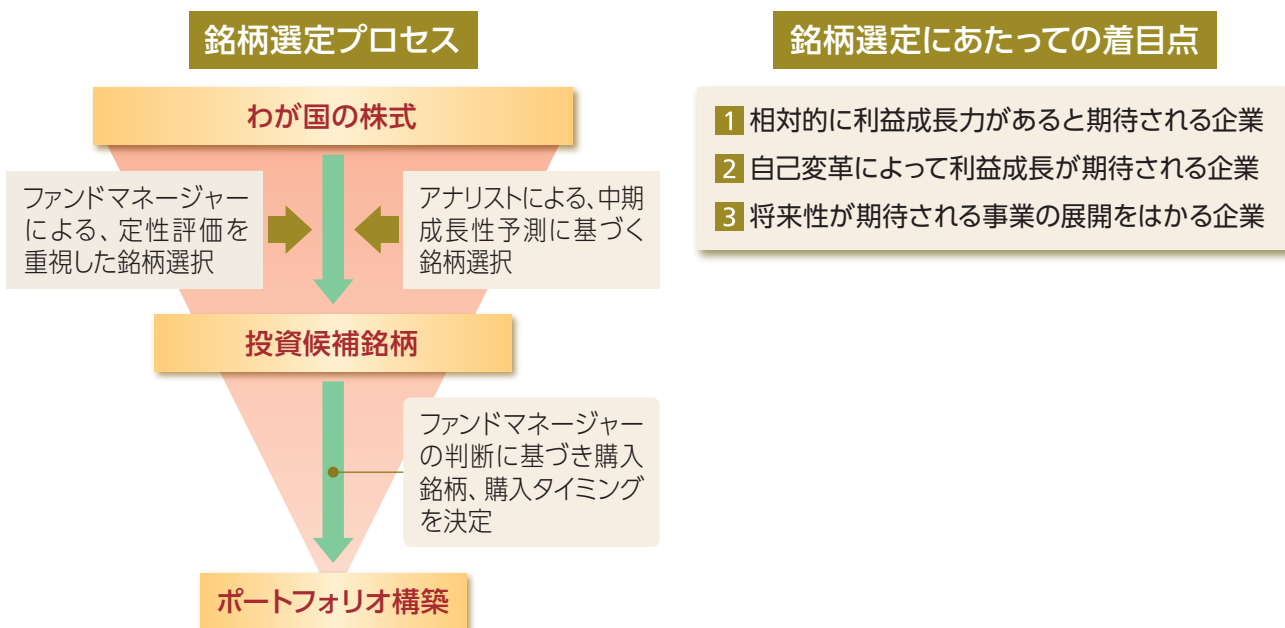 銘柄選定プロセス
わが国の株式
ファンドマネージャー
による、定性評価を
重視した銘柄選択
アナリストによる、中期
成長性予測に基づく
銘柄選択
投資候補銘柄
ファンドマネージャー
の判断に基づき購入
銘柄、購入タイミング
を決定
ポートフォリオ構築
銘柄選定にあたっての着目点
1 相対的に利益成長力があると期待される企業
2 自己変革によって利益成長が期待される企業
3 将来性が期待される事業の展開をはかる企業